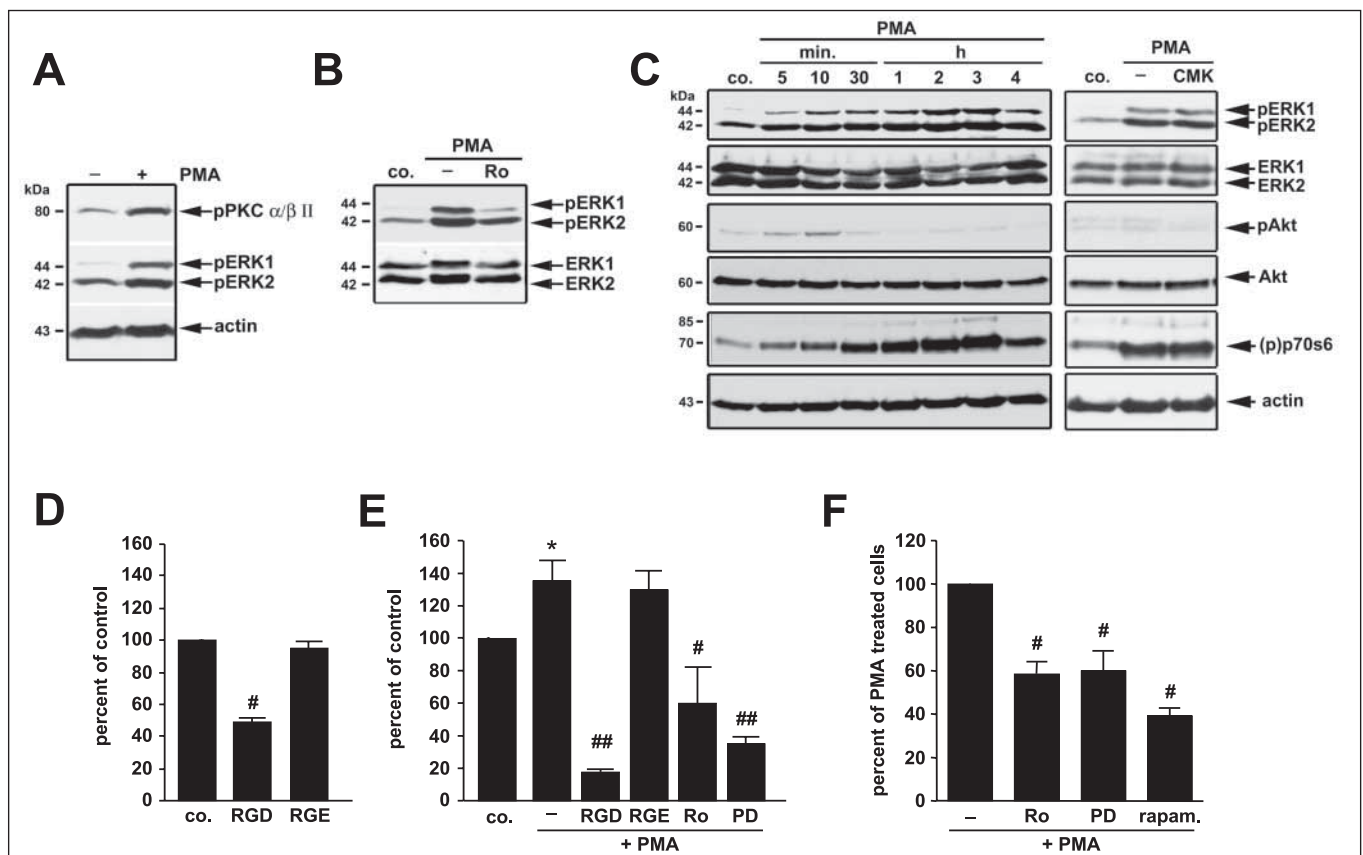 A
− + PMA
kDa
80 pPKC α/β II
44 pERK1
42 pERK2
43 actin
B
PMA
co. − Ro
44 pERK1
42 pERK2
44 ERK1
42 ERK2
C
PMA
min. h
co. 5 10 30 1 2 3 4
kDa
44
42
44
42
60
60
85
70
43
PMA
co. − CMK
pERK1
pERK2
ERK1
ERK2
pAkt
Akt
(p)p70s6
actin
D
percent of control
160
140
120
100
80
60
40
20
0
#
co. RGD RGE
E
percent of control
160
140
120
100
80
60
40
20
0
* ## # ##
co. − RGD RGE Ro PD
+ PMA
F
percent of PMA treated cells
120
100
80
60
40
20
0
# # #
− Ro PD rapam.
+ PMA